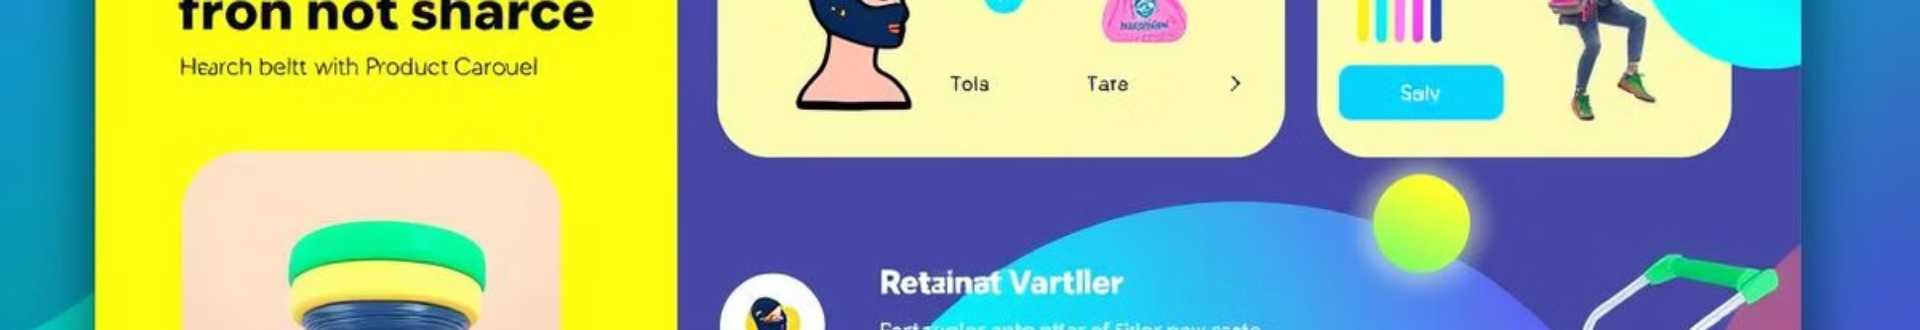 fron not sharce
Hearch beltt with Product Carouel
Tola
Tare
Saly
Retainat Vartller